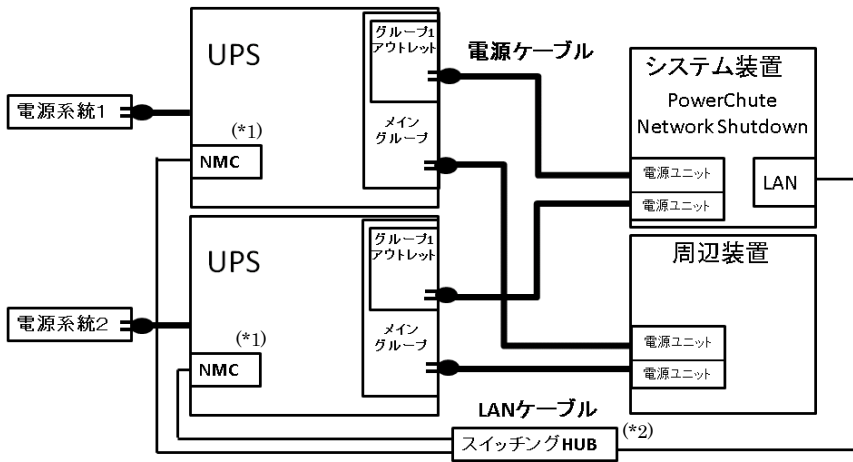 UPS
グループ1
アウトレット
メイン
グループ
電源系統1
(*1)
NMC
電源ケーブル
システム装置
PowerChute
Network Shutdown
電源ユニット
電源ユニット
LAN
UPS
グループ1
アウトレット
メイン
グループ
電源系統2
(*1)
NMC
周辺装置
電源ユニット
電源ユニット
LANケーブル
スイッチングHUB
(*2)